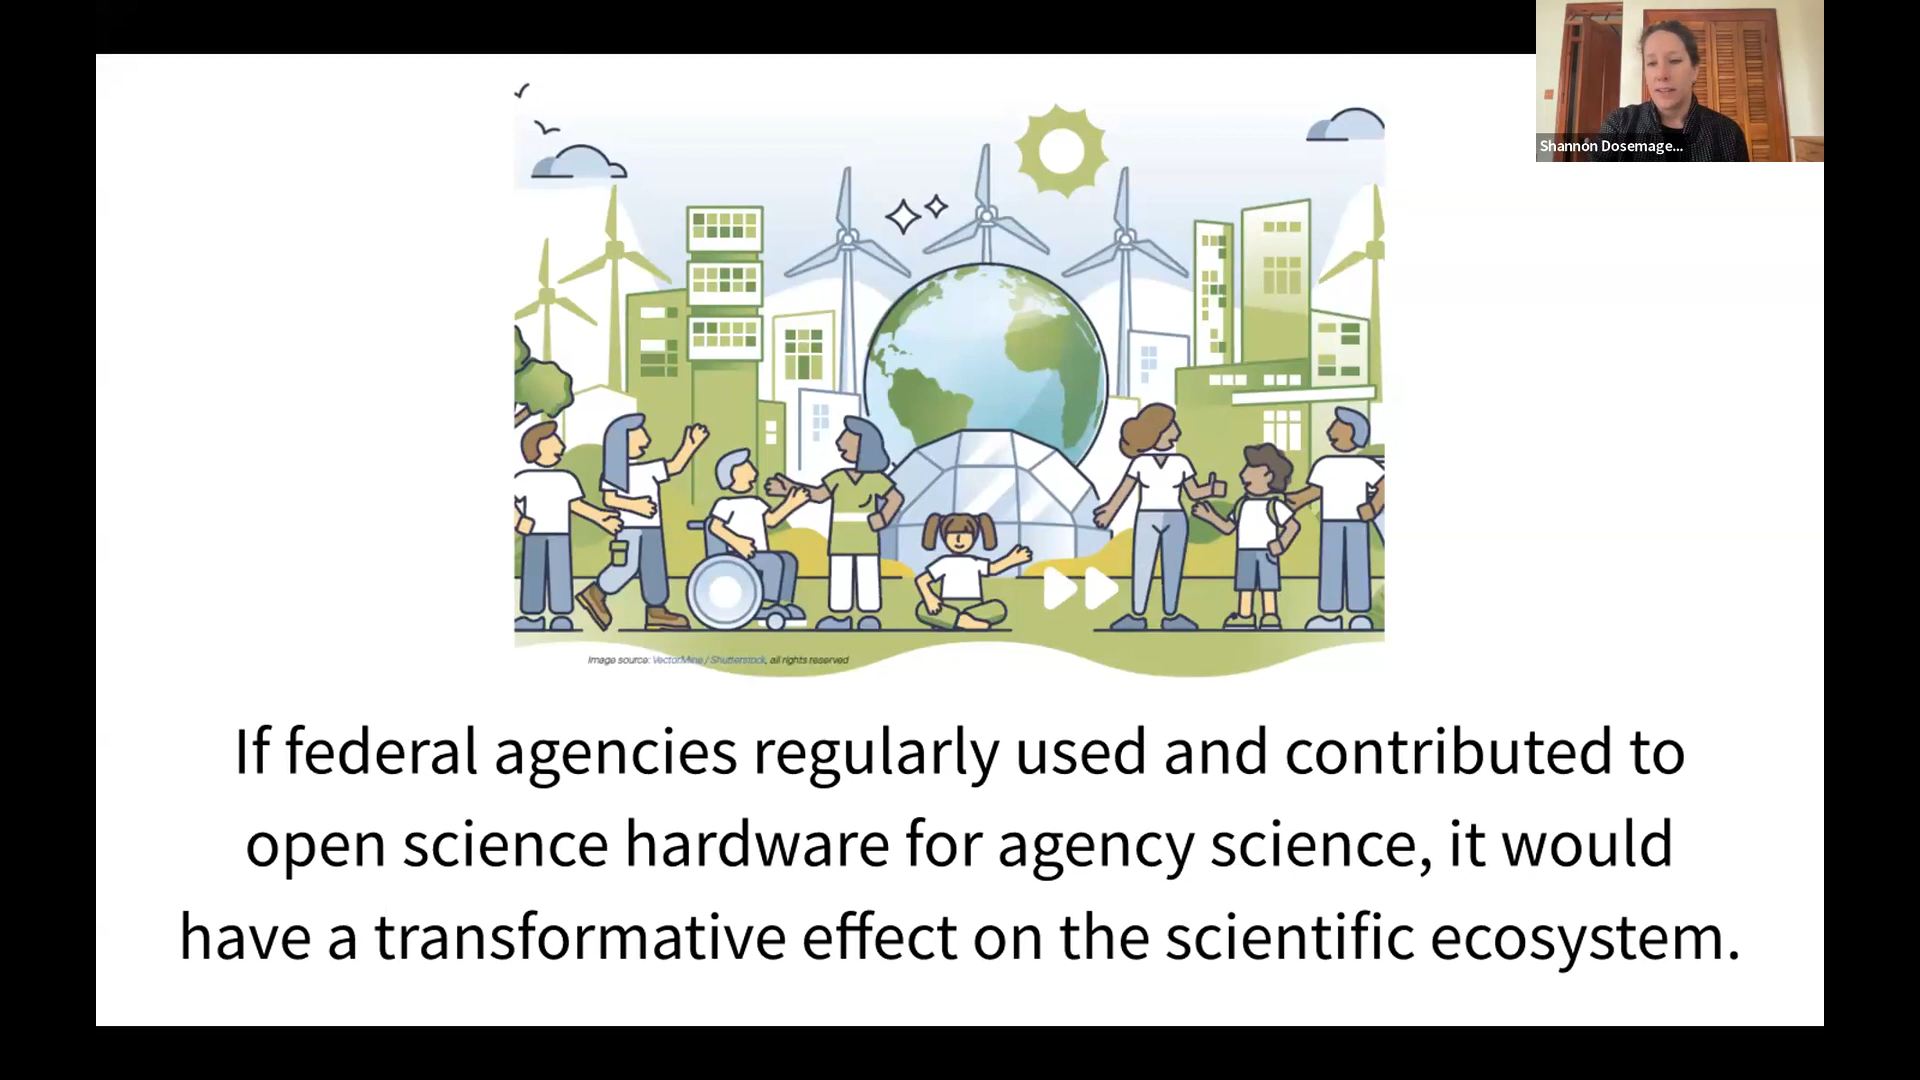 Shannon Dosemage...
Image source: VectorMine / Shutterstock, all rights reserved
If federal agencies regularly used and contributed to
open science hardware for agency science, it would
have a transformative effect on the scientific ecosystem.